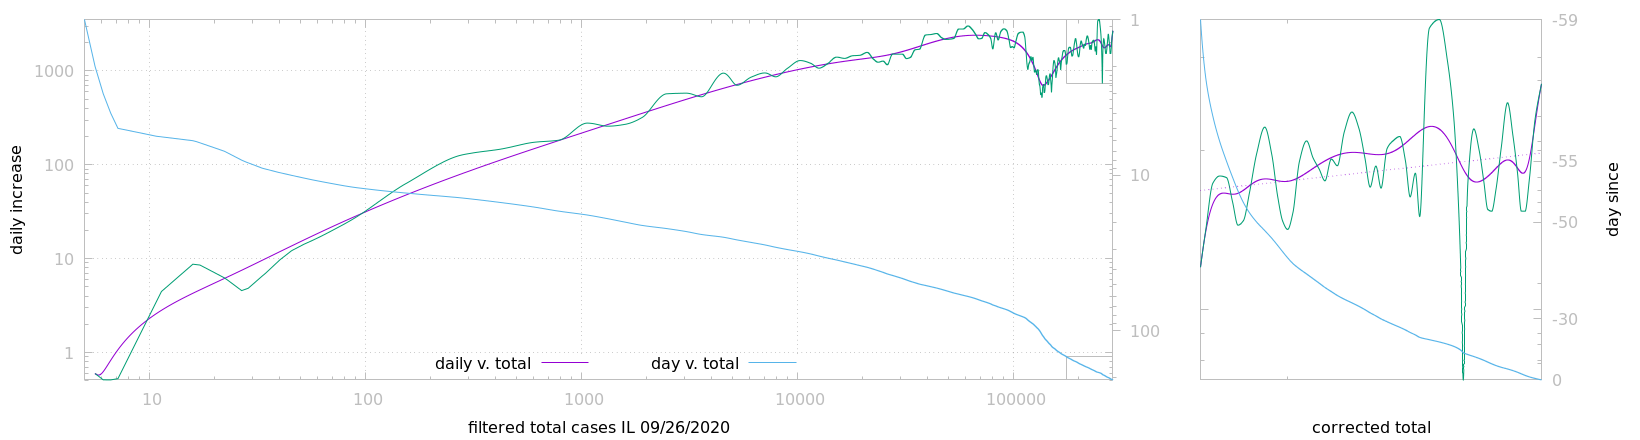 daily increase
1000
100
10
1
10
100
1000
10000
100000
1
10
100
daily v. total
day v. total
filtered total cases IL 09/26/2020
-59
-55
-50
-30
0
day since
corrected total